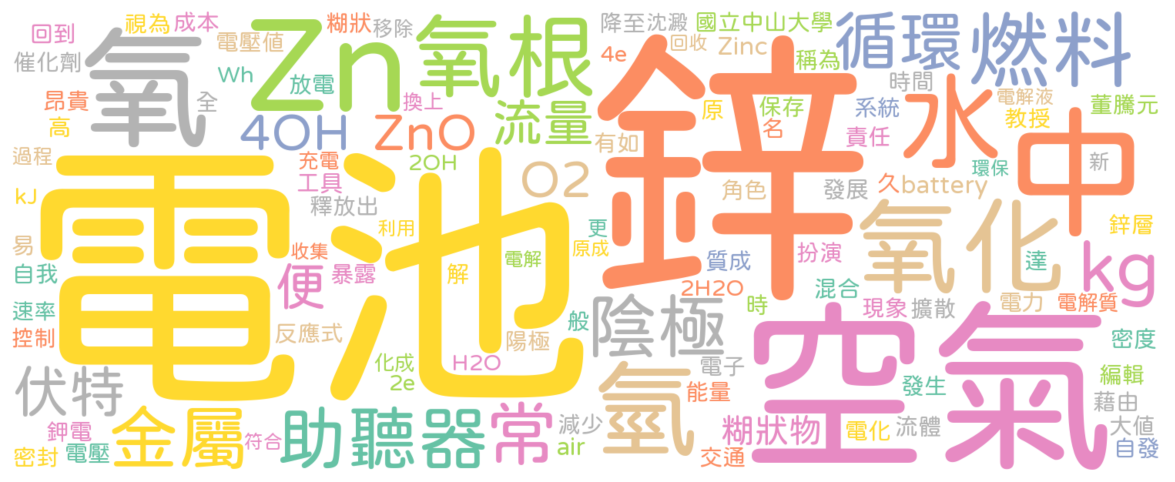 回到
視為
成本
糊狀
移除
降至沈澱
國立中山大學
循環
燃料
催化劑
氧
電壓值
Zn
氧根
4e
回收
Zinc
稱為
時間
Wh
放電
換上
昂貴
全
高
4OH
ZnO
流量
鋅
原
保存
名
系統
水
電解液
教授
董騰元
責任
有如
中
新
過程
電池
充電
2OH
工具
O2
角色
發展
久
battery
環保
kJ
釋放出
利用
更
易
收集
電解
原成
氧化
鋅層
自我
便
暴露
解
質成
扮演
達
kg
速率
2H2O
混合
控制
反應式
陽極
般
陰極
時
空氣
現象
擴散
電力
電解質
密度
化成
H2O
2e
電子
伏特
氫
能量
發生
編輯
金屬
助聽器
常
減少
藉由
鉀電
符合
糊狀物
電化
流體
大值
密封
電壓
air
交通
自發